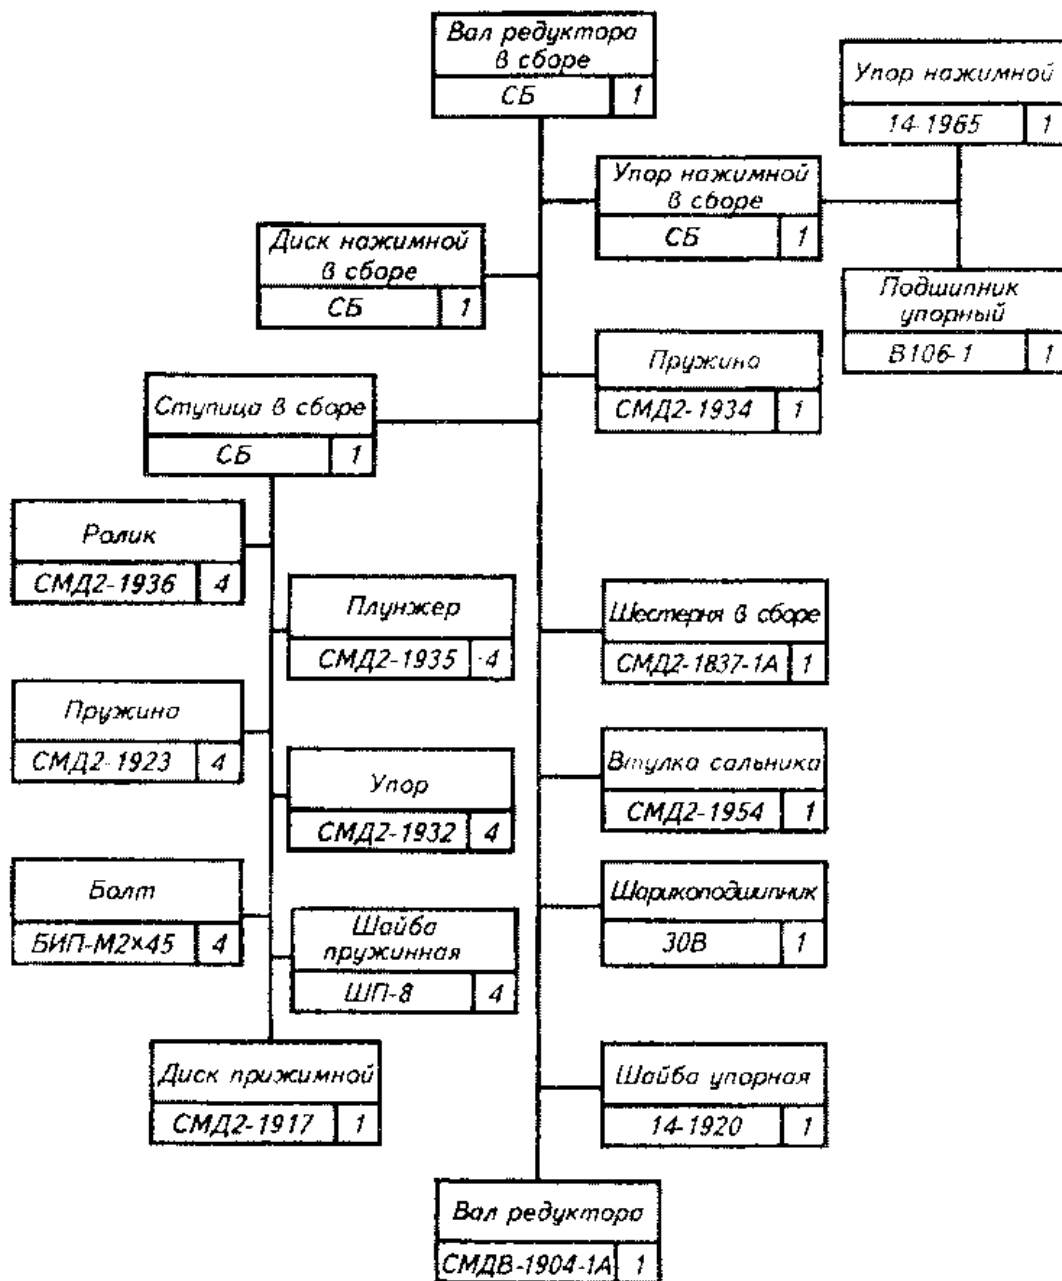 Вал редуктора
в сборе
СБ 1
Упор нажимной
14-1965 1
Упор нажимной
в сборе
СБ 1
Диск нажимной
в сборе
СБ 1
Подшипник
упорный
В106-1 1
Пружина
СМД2-1934 1
Ступица в сборе
СБ 1
Ролик
СМД2-1936 4
Плунжер
СМД2-1935 4
Шестерня в сборе
СМД2-1837-1А 1
Пружина
СМД2-1923 4
Упор
СМД2-1932 4
Втулка сальника
СМД2-1954 1
Болт
БИП-М2×45 4
Шарикоподшипник
30В 1
Шайба
пружинная
ШП-8 4
Диск прижимной
СМД2-1917 1
Шайба упорная
14-1920 1
Вал редуктора
СМДВ-1904-1А 1